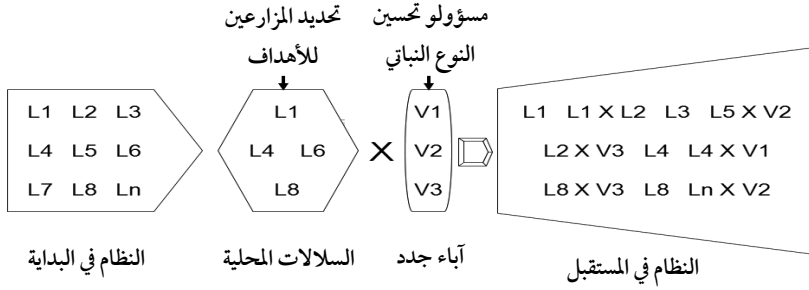 تحديد المزارعين
للأهداف
مسؤولو تحسين
النوع النباتي
L1 L2 L3
L4 L5 L6
L7 L8 Ln
L1
L4 L6
L8
X
V1
V2
V3
L1 L1 X L2 L3 L5 X V2
L2 X V3 L4 L4 X V1
L8 X V3 L8 Ln X V2
النظام في البداية
السلالات المحلية
آباء جدد
النظام في المستقبل